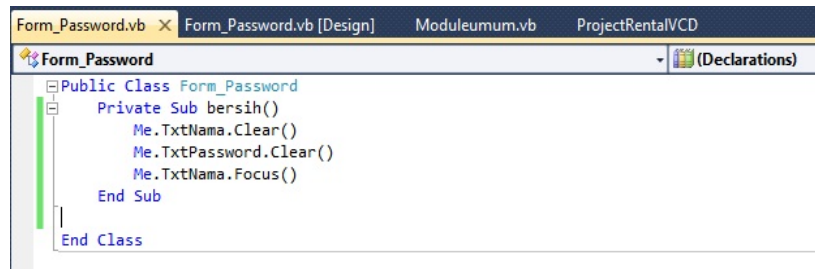 Form_Password.vb × Form_Password.vb [Design] Moduleumum.vb ProjectRentalVCD
Form_Password (Declarations)
Public Class Form_Password
Private Sub bersih()
Me.TxtNama.Clear()
Me.TxtPassword.Clear()
Me.TxtNama.Focus()
End Sub
End Class